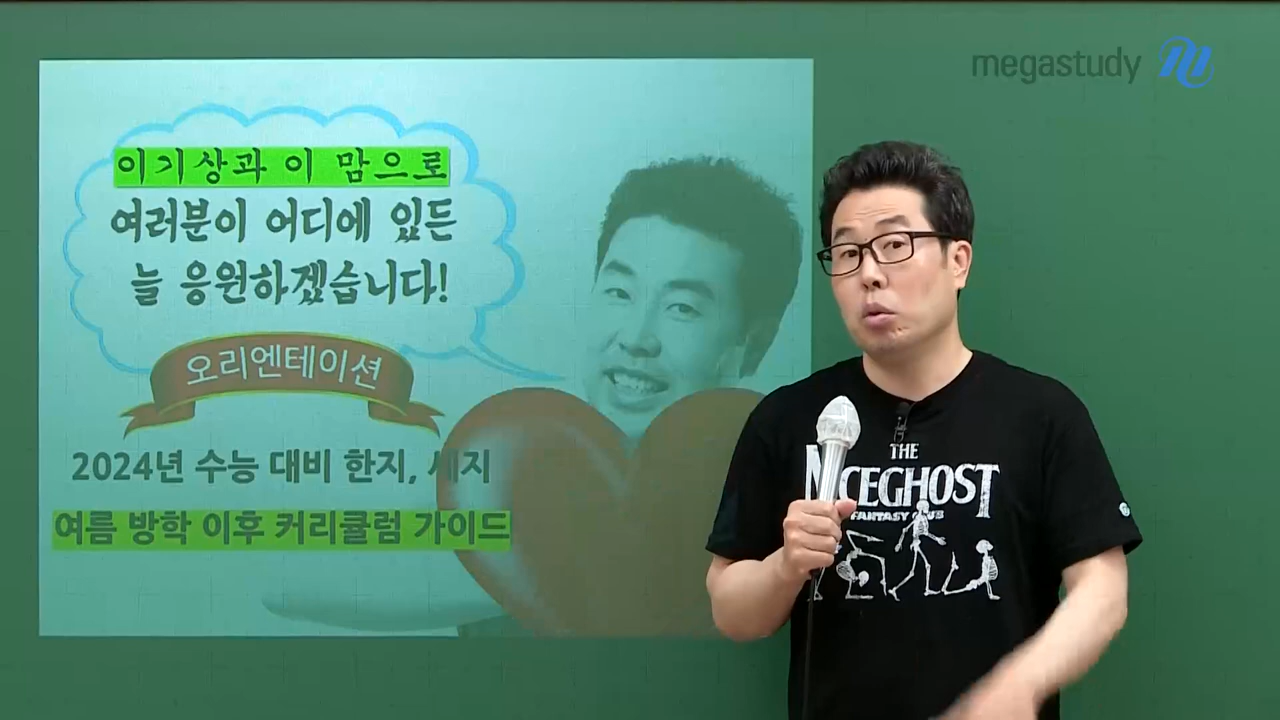 megastudy
이기상과 이 맘으로
여러분이 어디에 있든
늘 응원하겠습니다!
오리엔테이션
2024년 수능 대비 한지, 세지
여름 방학 이후 커리큘럼 가이드
THE
NICEGHOST
FANTASY CLUB